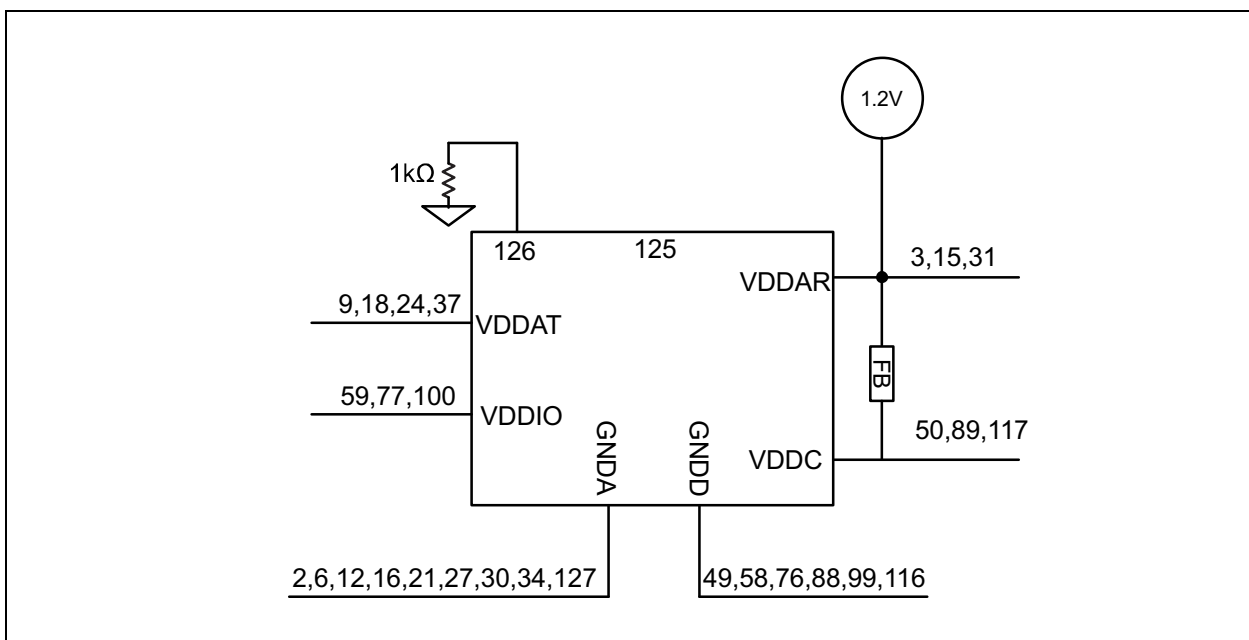 1.2V
1kΩ
126
125
3,15,31
VDDAR
9,18,24,37
VDDAT
FB
59,77,100
VDDIO
50,89,117
VDDC
GNDA
GNDD
2,6,12,16,21,27,30,34,127
49,58,76,88,99,116